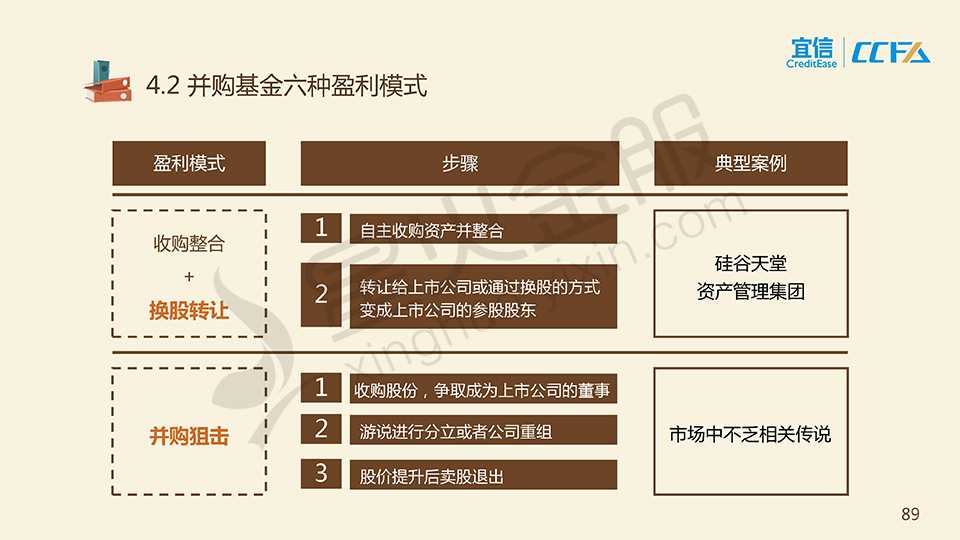 宜信
CreditEase
CCFA
4.2 并购基金六种盈利模式
盈利模式
步骤
典型案例
收购整合
+
换股转让
1
自主收购资产并整合
2
转让给上市公司或通过换股的方式
变成上市公司的参股股东
硅谷天堂
资产管理集团
并购狙击
1
收购股份，争取成为上市公司的董事
2
游说进行分立或者公司重组
3
股价提升后卖股退出
市场中不乏相关传说
89